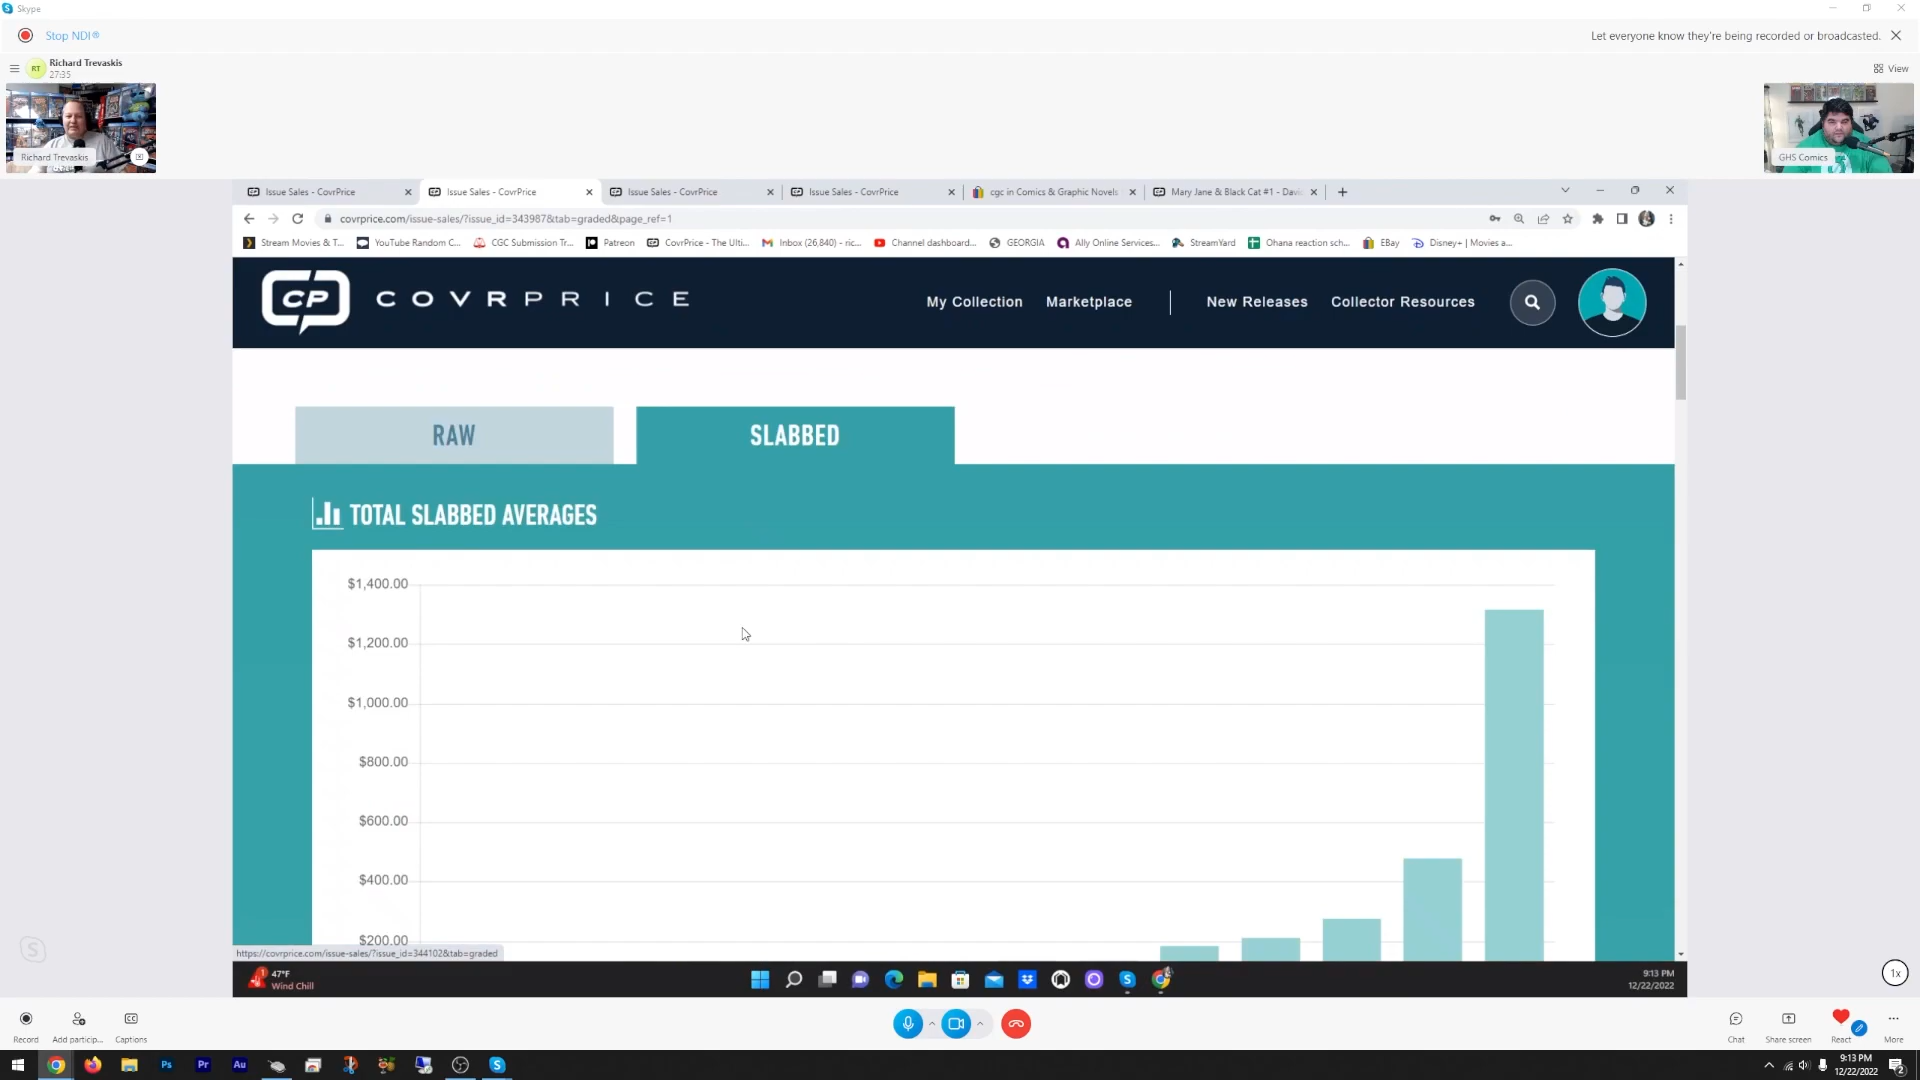 Skype
Stop NDI®
Let everyone know they're being recorded or broadcasted.
RT
Richard Trevaskis
27:35
View
Richard Trevaskis
GHS Comics
Issue Sales - CovrPrice
Issue Sales - CovrPrice
Issue Sales - CovrPrice
Issue Sales - CovrPrice
cgc in Comics & Graphic Novels
Mary Jane & Black Cat #1 - Davi
covrprice.com/issue-sales/?issue_id=343987&tab=graded&page_ref=1
Stream Movies & T...
YouTube Random C...
CGC Submission Tr...
Patreon
CovrPrice - The Ulti...
Inbox (26,840) - ric...
Channel dashboard...
GEORGIA
Ally Online Services...
StreamYard
Ohana reaction sch...
EBay
Disney+ | Movies a...
CP COVRPRICE
My Collection
Marketplace
New Releases
Collector Resources
RAW
SLABBED
TOTAL SLABBED AVERAGES
$1,400.00
$1,200.00
$1,000.00
$800.00
$600.00
$400.00
$200.00
https://covrprice.com/issue-sales/?issue_id=344102&tab=graded
1
47°F
Wind Chill
9:13 PM
12/22/2022
1x
Record
Add particip...
Captions
Chat
Share screen
React
More
Ps
Pr
Au
9:13 PM
12/22/2022
2